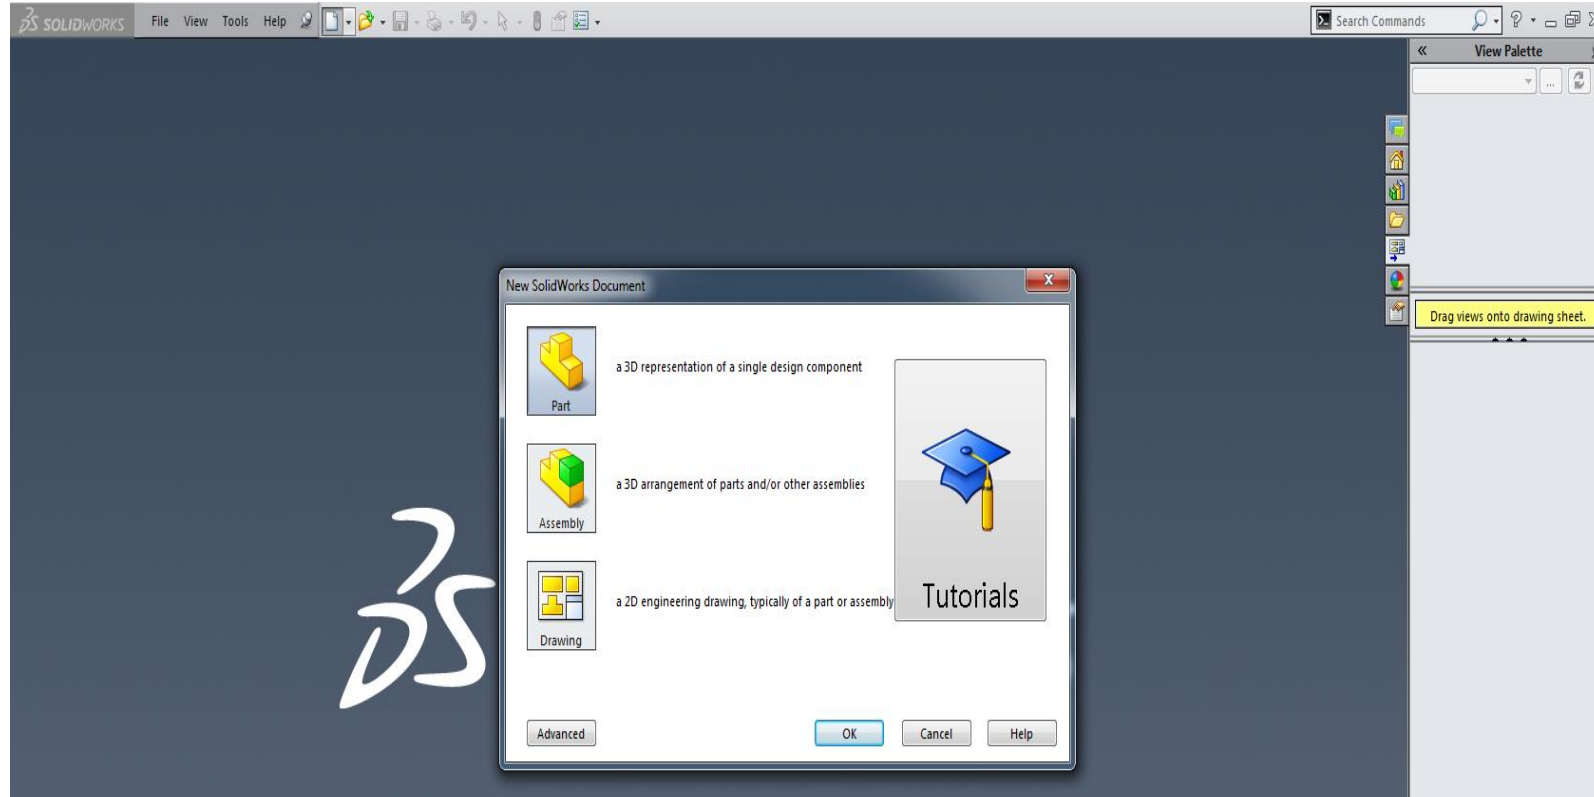 SOLIDWORKS File View Tools Help Search Commands ?
« View Palette
...
Drag views onto drawing sheet.
New SolidWorks Document X
a 3D representation of a single design component
Part
a 3D arrangement of parts and/or other assemblies
Assembly
a 2D engineering drawing, typically of a part or assembly
Drawing
Tutorials
Advanced OK Cancel Help
DS